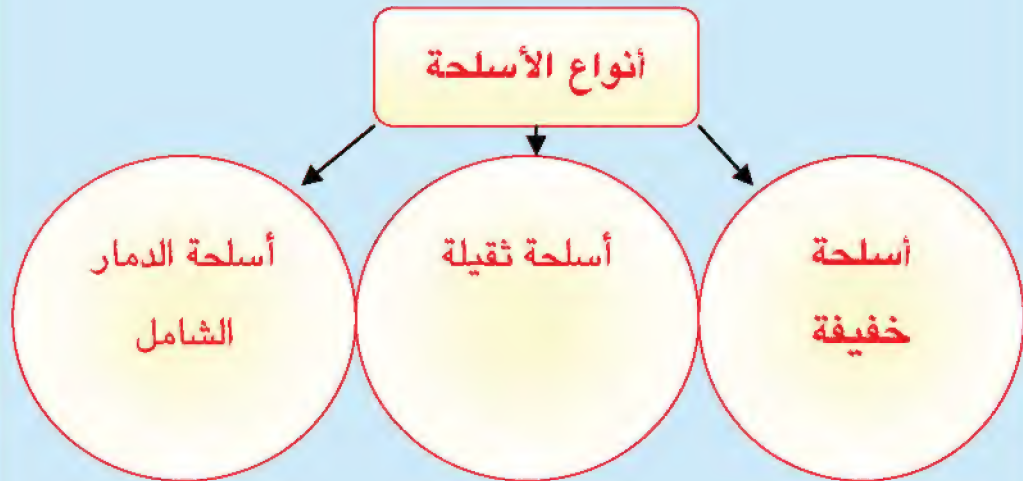 أنواع الأسلحة
أسلحة
خفيفة
أسلحة ثقيلة
أسلحة الدمار
الشامل